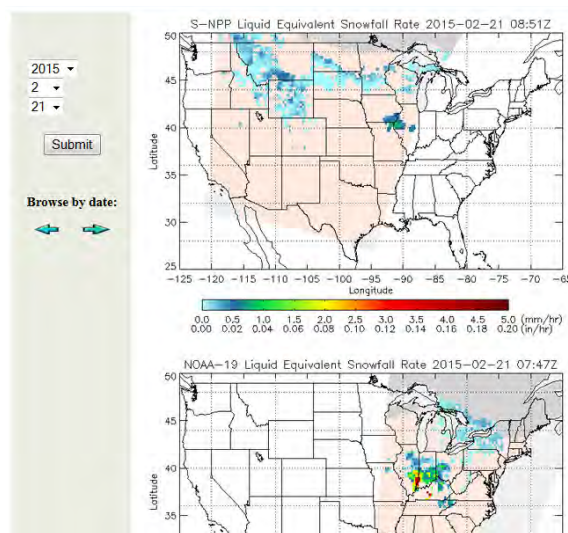 2015
2
21
Submit
Browse by date:
S-NPP Liquid Equivalent Snowfall Rate 2015-02-21 08:51Z
50
45
40
35
30
25
Latitude
-125 -120 -115 -110 -105 -100 -95 -90 -85 -80 -75 -70 -65
Longitude
0.0 0.5 1.0 1.5 2.0 2.5 3.0 3.5 4.0 4.5 5.0 (mm/hr)
0.00 0.02 0.04 0.06 0.08 0.10 0.12 0.14 0.16 0.18 0.20 (in/hr)
NOAA-19 Liquid Equivalent Snowfall Rate 2015-02-21 07:47Z
50
45
40
35
Latitude